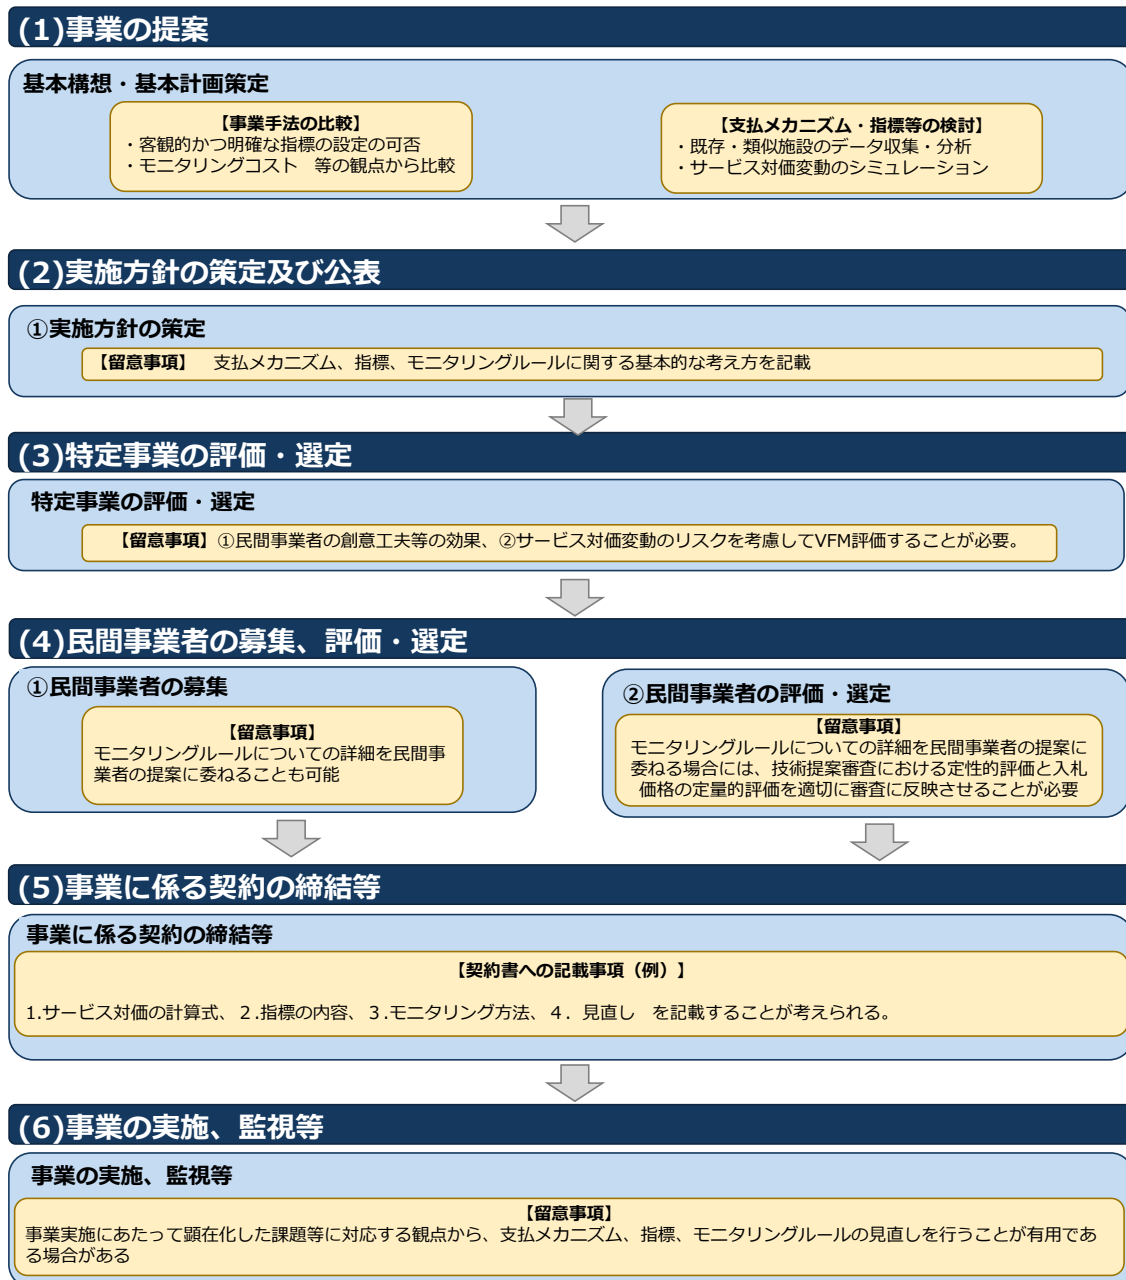 (1)事業の提案
基本構想・基本計画策定
【事業手法の比較】
・客観的かつ明確な指標の設定の可否
・モニタリングコスト　等の観点から比較
【支払メカニズム・指標等の検討】
・既存・類似施設のデータ収集・分析
・サービス対価変動のシミュレーション
(2)実施方針の策定及び公表
①実施方針の策定
【留意事項】　支払メカニズム、指標、モニタリングルールに関する基本的な考え方を記載
(3)特定事業の評価・選定
特定事業の評価・選定
【留意事項】①民間事業者の創意工夫等の効果、②サービス対価変動のリスクを考慮してVFM評価することが必要。
(4)民間事業者の募集、評価・選定
①民間事業者の募集
【留意事項】
モニタリングルールについての詳細を民間事
業者の提案に委ねることも可能
②民間事業者の評価・選定
【留意事項】
モニタリングルールについての詳細を民間事業者の提案に
委ねる場合には、技術提案審査における定性的評価と入札
価格の定量的評価を適切に審査に反映させることが必要
(5)事業に係る契約の締結等
事業に係る契約の締結等
【契約書への記載事項（例）】
1.サービス対価の計算式、２.指標の内容、３.モニタリング方法、４．見直し　を記載することが考えられる。
(6)事業の実施、監視等
事業の実施、監視等
【留意事項】
事業実施にあたって顕在化した課題等に対応する観点から、支払メカニズム、指標、モニタリングルールの見直しを行うことが有用であ
る場合がある